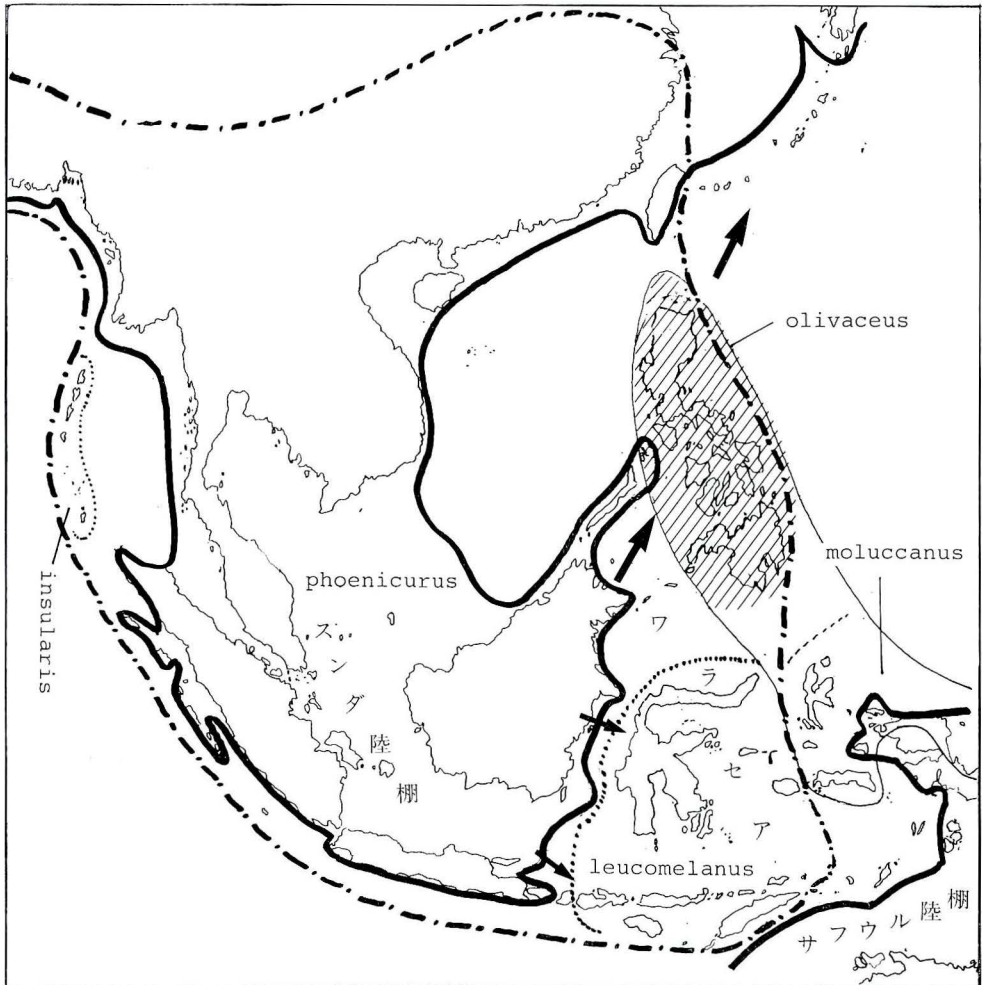 olivaceus
moluccanus
insularis
phoenicurus
スンダ陸棚
ワラセア
leucomelanus
サフウル陸棚